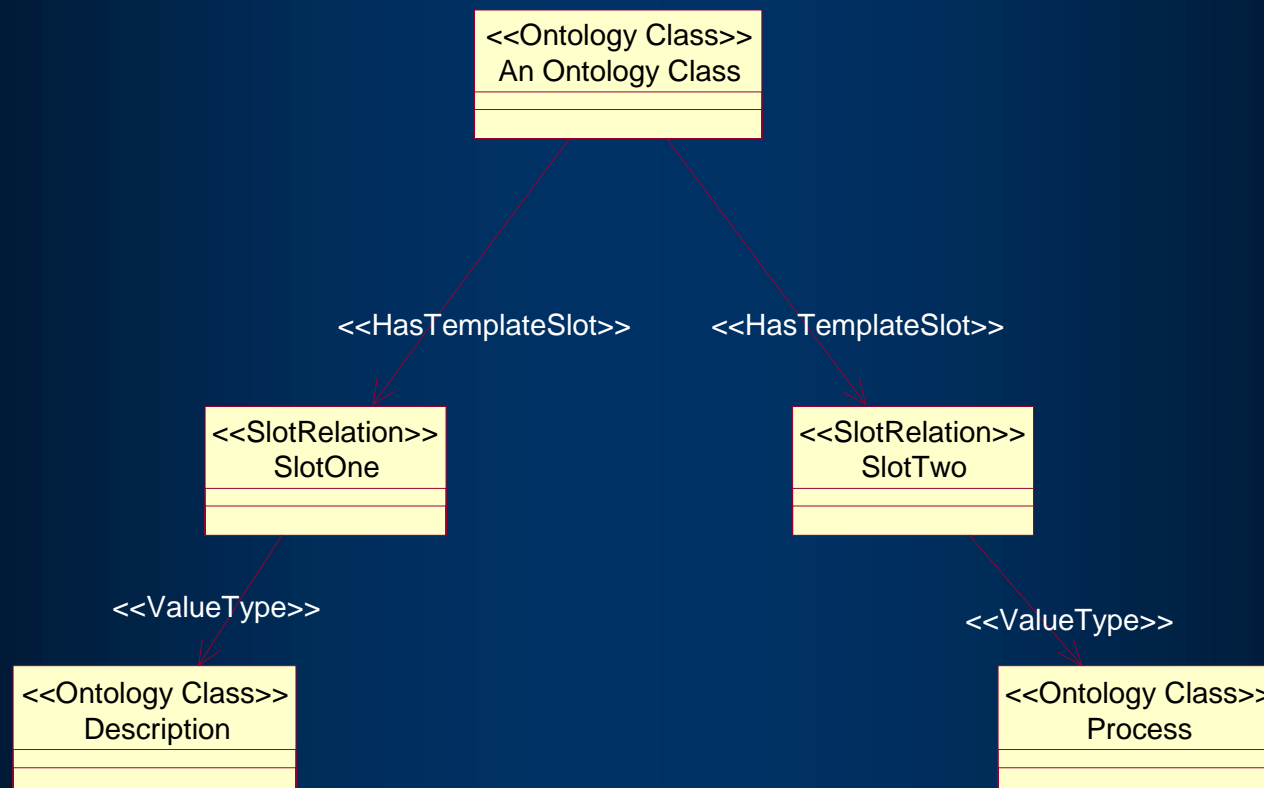 <<Ontology Class>>
An Ontology Class
<<HasTemplateSlot>>
<<HasTemplateSlot>>
<<SlotRelation>>
SlotOne
<<SlotRelation>>
SlotTwo
<<ValueType>>
<<ValueType>>
<<Ontology Class>>
Description
<<Ontology Class>>
Process